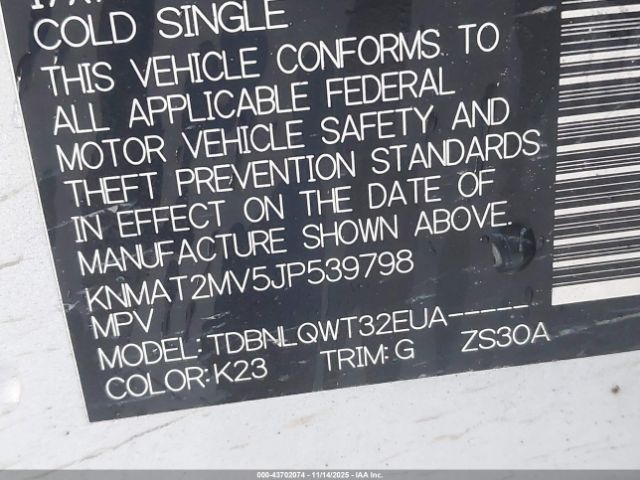 COLD SINGLE
THIS VEHICLE CONFORMS TO
ALL APPLICABLE FEDERAL
MOTOR VEHICLE SAFETY AND
THEFT PREVENTION STANDARDS
IN EFFECT ON THE DATE OF
MANUFACTURE SHOWN ABOVE.
KNMAT2MV5JP539798
MPV
MODEL:TDBNLQWT32EUA-----
COLOR:K23 TRIM:G ZS30A
000-43702074 - 11/14/2025 - IAAI, Inc.